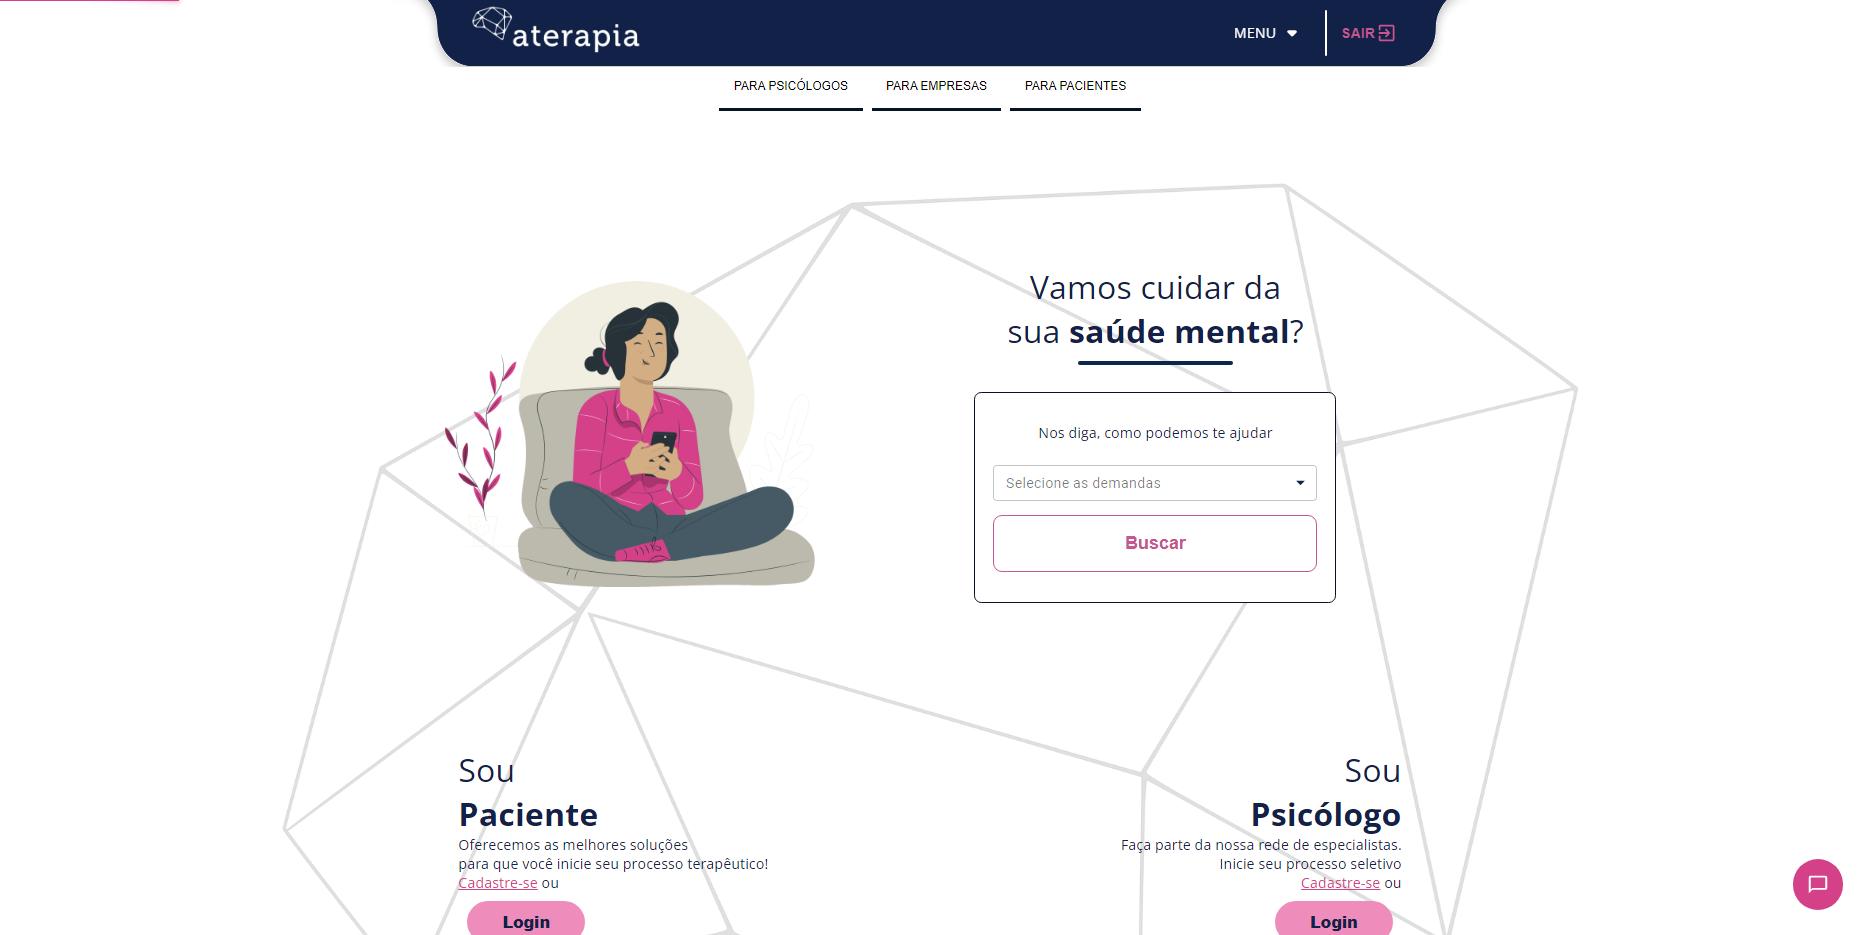 aterapia
MENU
SAIR
PARA PSICÓLOGOS
PARA EMPRESAS
PARA PACIENTES
Vamos cuidar da
sua saúde mental?
Nos diga, como podemos te ajudar
Selecione as demandas
Buscar
Sou
Paciente
Oferecemos as melhores soluções
para que você inicie seu processo terapêutico!
Cadastre-se ou
Login
Sou
Psicólogo
Faça parte da nossa rede de especialistas.
Inicie seu processo seletivo
Cadastre-se ou
Login